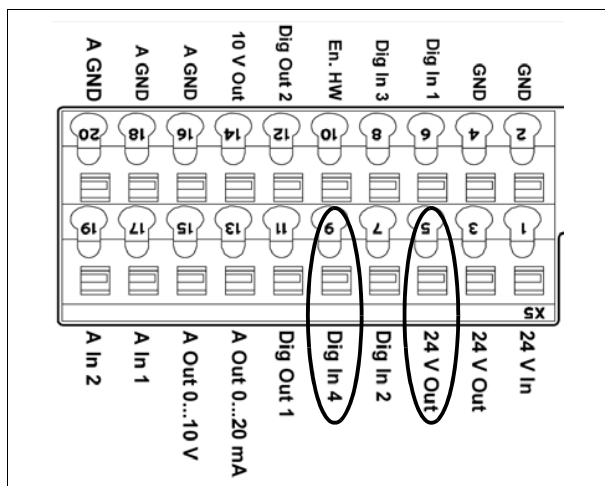 A GND
A GND
A GND
10 V Out
Dig Out 2
En. HW
Dig In 3
Dig In 1
GND
GND
20
18
16
14
12
10
8
6
4
2
19
17
15
13
11
9
7
5
3
1
X5
A In 2
A In 1
A Out 0...10 V
A Out 0...20 mA
Dig Out 1
Dig In 4
Dig In 2
24 V Out
24 V Out
24 V In